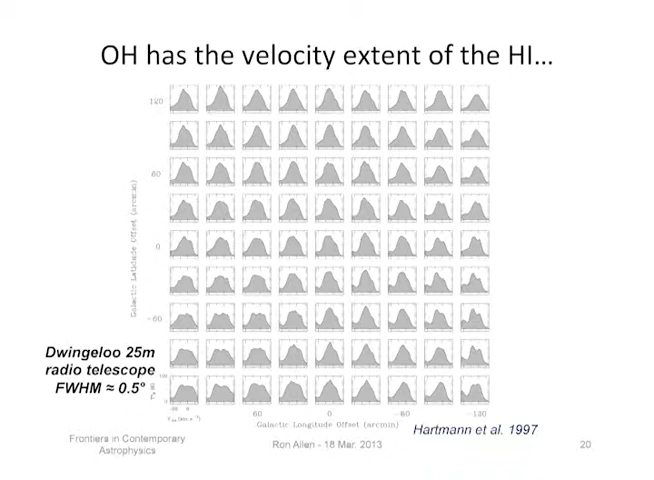 OH has the velocity extent of the HI…
120
60
0
-60
Galactic Latitude Offset (arcmin)
Dwingeloo 25m
radio telescope
FWHM ≈ 0.5°
100
0
60
0
-60
-120
Galactic Longitude Offset (arcmin)
Hartmann et al. 1997
Frontiers in Contemporary
Astrophysics
Ron Allen - 18 Mar. 2013
20